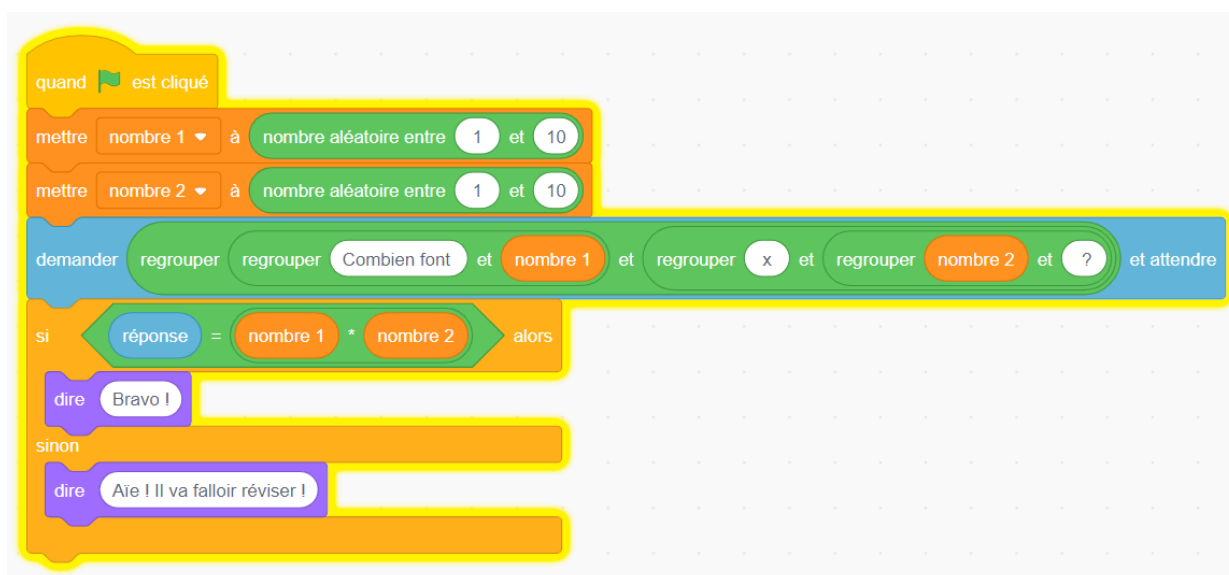 quand est cliqué
mettre nombre 1 à nombre aléatoire entre 1 et 10
mettre nombre 2 à nombre aléatoire entre 1 et 10
demander regrouper regrouper Combien font et nombre 1 et regrouper x et regrouper nombre 2 et ? et attendre
si réponse = nombre 1 * nombre 2 alors
dire Bravo !
sinon
dire Aïe ! Il va falloir réviser !